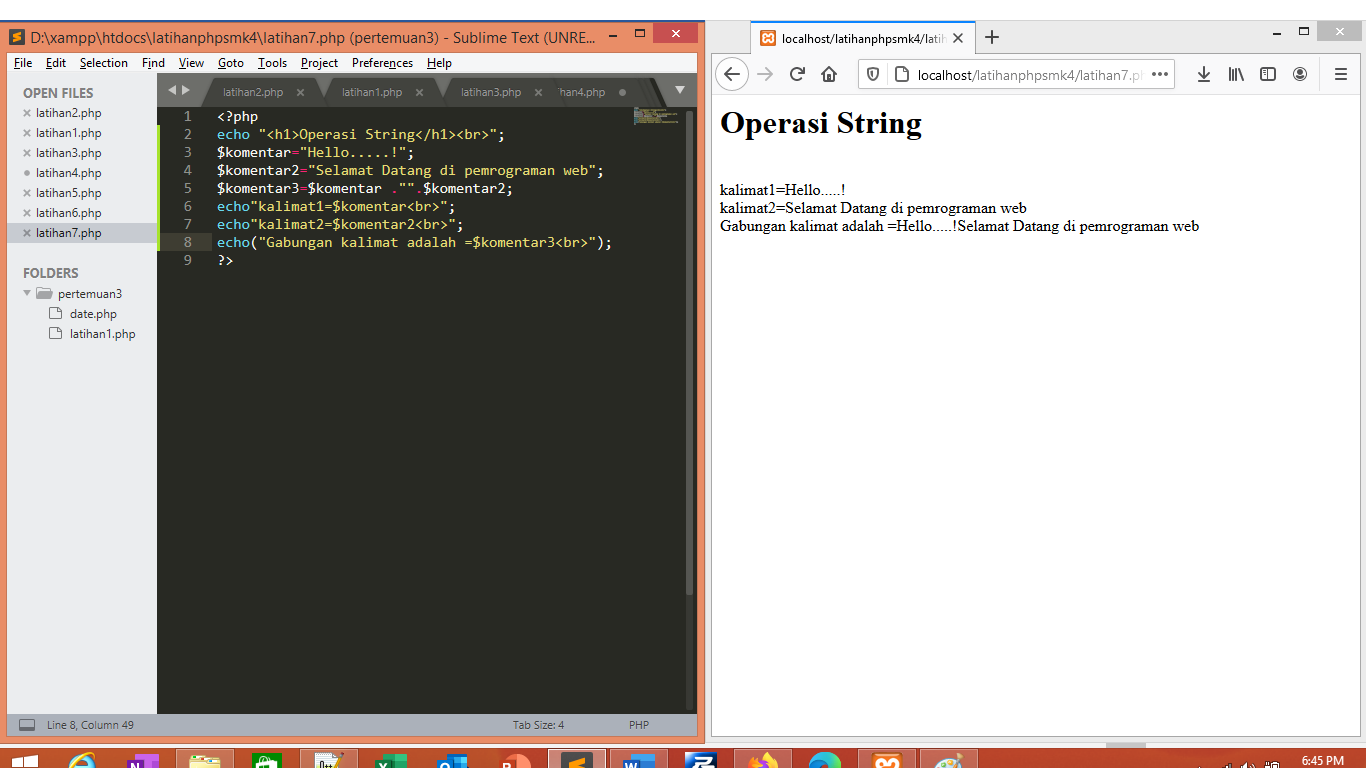 D:\xampp\htdocs\latihanphpsmk4\latihan7.php (pertemuan3) - Sublime Text (UNRE...
File Edit Selection Find View Goto Tools Project Preferences Help
OPEN FILES
latihan2.php
latihan1.php
latihan3.php
latihan4.php
latihan5.php
latihan6.php
latihan7.php
FOLDERS
pertemuan3
date.php
latihan1.php
latihan2.php latihan1.php latihan3.php han4.php
1 <?php
2 echo "<h1>Operasi String</h1><br>";
3 $komentar="Hello.....!";
4 $komentar2="Selamat Datang di pemrograman web";
5 $komentar3=$komentar ."".$komentar2;
6 echo"kalimat1=$komentar<br>";
7 echo"kalimat2=$komentar2<br>";
8 echo("Gabungan kalimat adalah =$komentar3<br>");
9 ?>
Line 8, Column 49 Tab Size: 4 PHP
localhost/latihanphpsmk4/latih
localhost/latihanphpsmk4/latihan7.p
Operasi String
kalimat1=Hello.....!
kalimat2=Selamat Datang di pemrograman web
Gabungan kalimat adalah =Hello.....!Selamat Datang di pemrograman web
6:45 PM